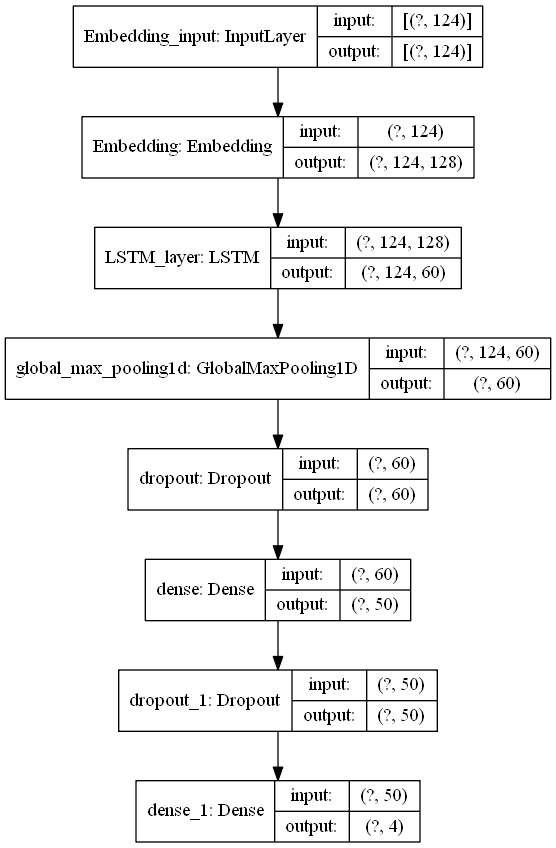 Embedding_input: InputLayer
input: [(?, 124)]
output: [(?, 124)]
Embedding: Embedding
input: (?, 124)
output: (?, 124, 128)
LSTM_layer: LSTM
input: (?, 124, 128)
output: (?, 124, 60)
global_max_pooling1d: GlobalMaxPooling1D
input: (?, 124, 60)
output: (?, 60)
dropout: Dropout
input: (?, 60)
output: (?, 60)
dense: Dense
input: (?, 60)
output: (?, 50)
dropout_1: Dropout
input: (?, 50)
output: (?, 50)
dense_1: Dense
input: (?, 50)
output: (?, 4)